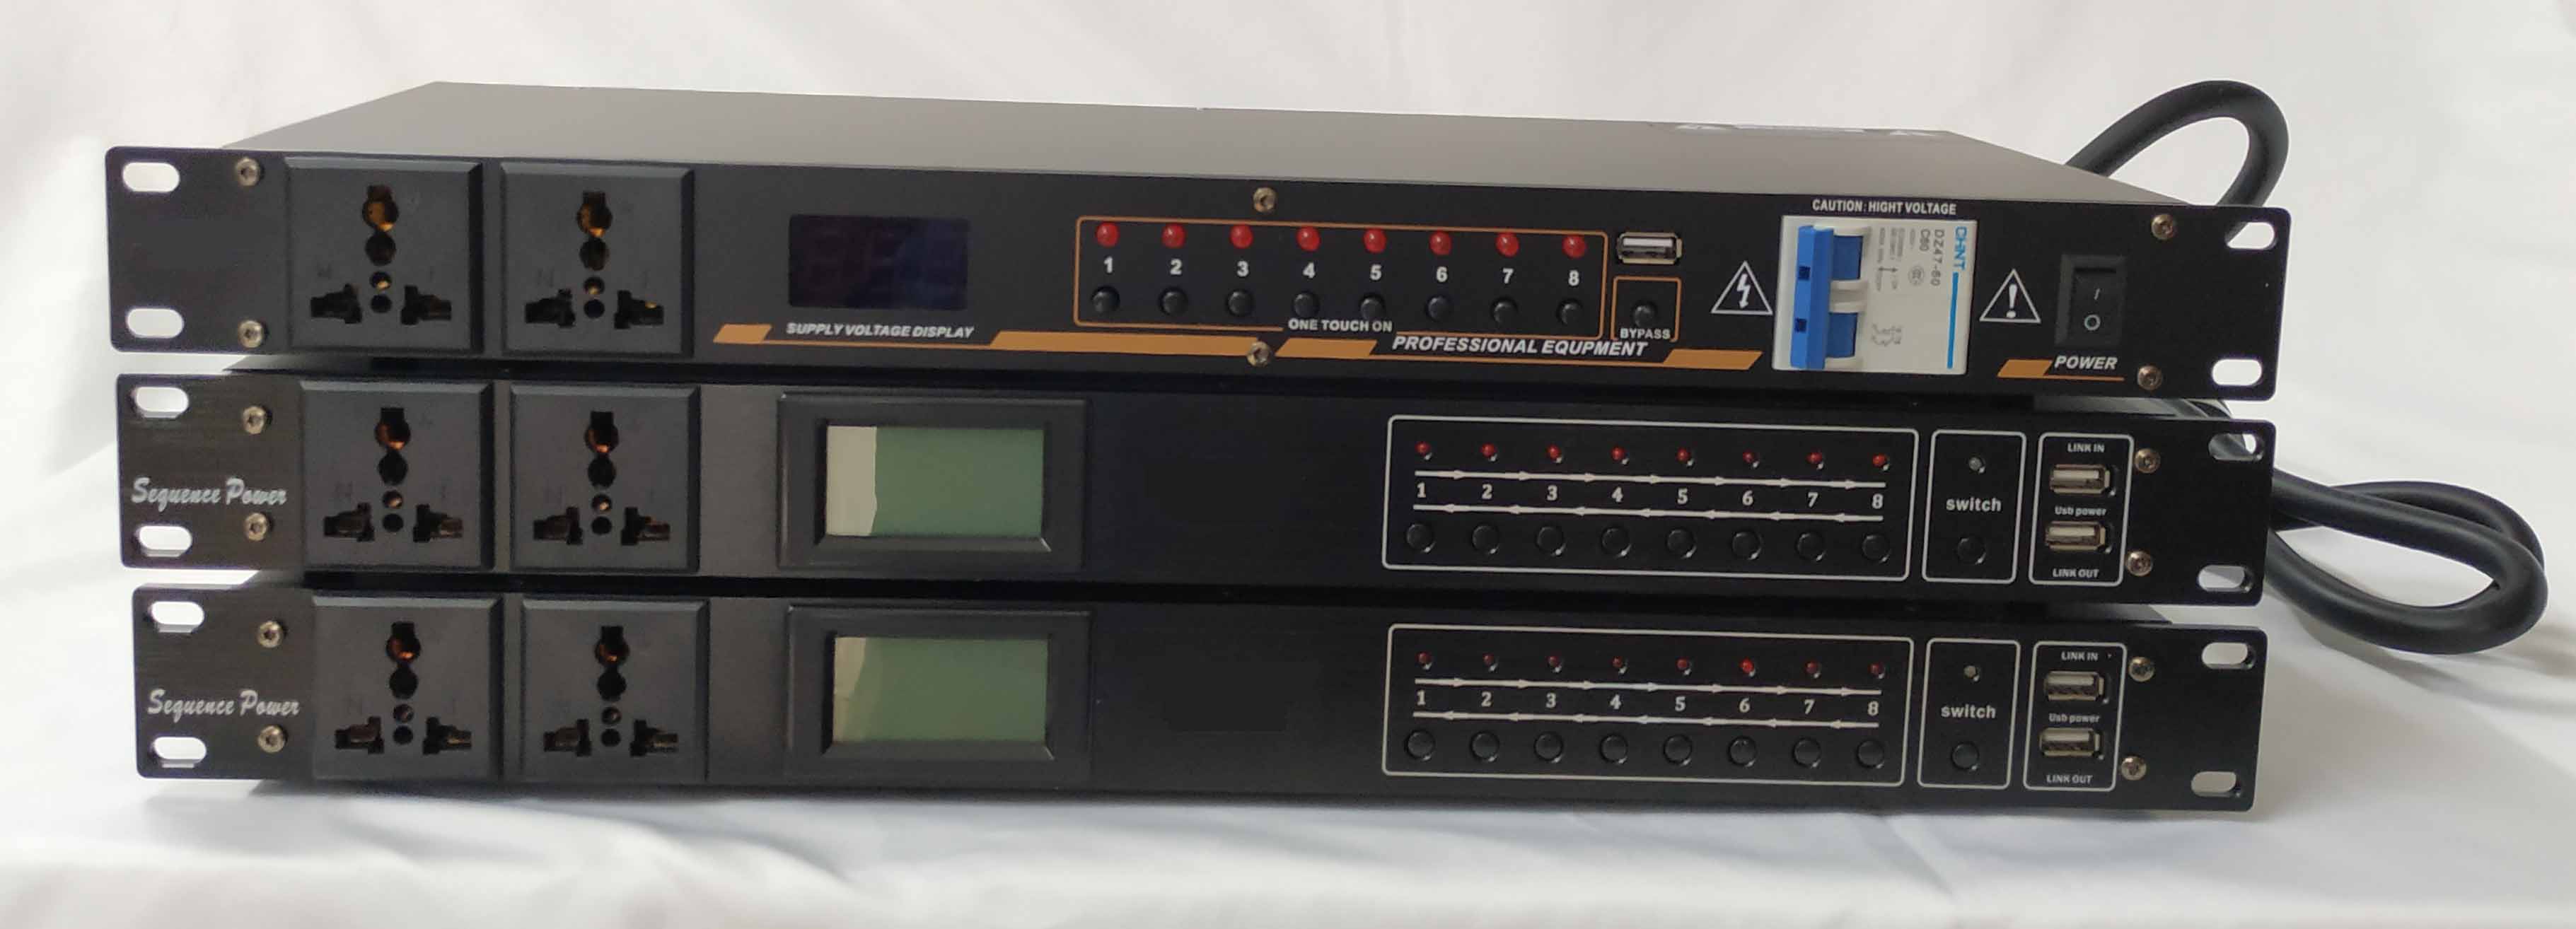 CAUTION: HIGHT VOLTAGE
1 2 3 4 5 6 7 8
ONE TOUCH ON
BYPASS
SUPPLY VOLTAGE DISPLAY
PROFESSIONAL EQUPMENT
CHNT
DZ47-60
C60
POWER
Sequence Power
1 2 3 4 5 6 7 8
switch
LINK IN
Usb power
LINK OUT
Sequence Power
1 2 3 4 5 6 7 8
switch
LINK IN
Usb power
LINK OUT